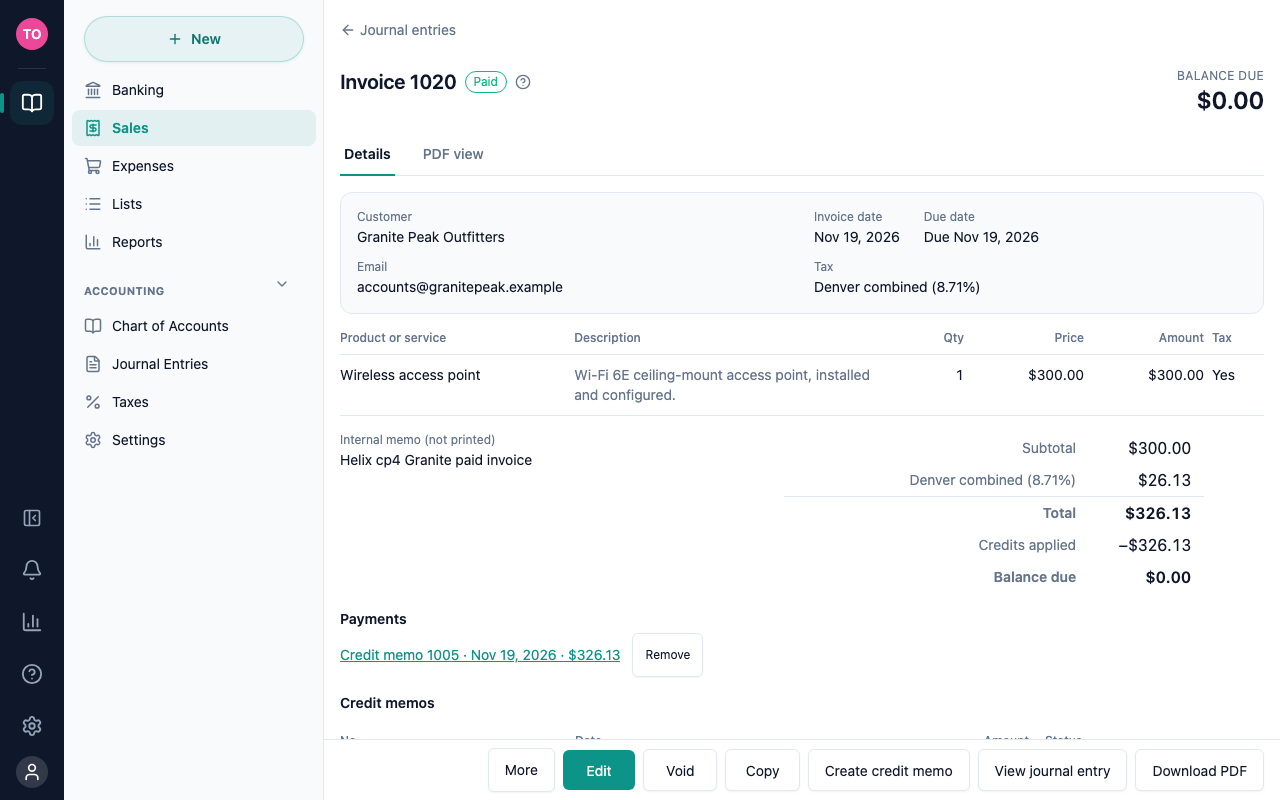 TO
New
Banking
Sales
Expenses
Lists
Reports
ACCOUNTING
Chart of Accounts
Journal Entries
Taxes
Settings
Journal entries
Invoice 1020 Paid
BALANCE DUE
$0.00
Details PDF view
Customer Invoice date Due date
Granite Peak Outfitters Nov 19, 2026 Due Nov 19, 2026
Email Tax
accounts@granitepeak.example Denver combined (8.71%)
Product or service Description Qty Price Amount Tax
Wireless access point Wi-Fi 6E ceiling-mount access point, installed 1 $300.00 $300.00 Yes
and configured.
Internal memo (not printed)
Helix cp4 Granite paid invoice
Subtotal $300.00
Denver combined (8.71%) $26.13
Total $326.13
Credits applied –$326.13
Balance due $0.00
Payments
Credit memo 1005 · Nov 19, 2026 · $326.13 Remove
Credit memos
No Date Amount Status
More Edit Void Copy Create credit memo View journal entry Download PDF